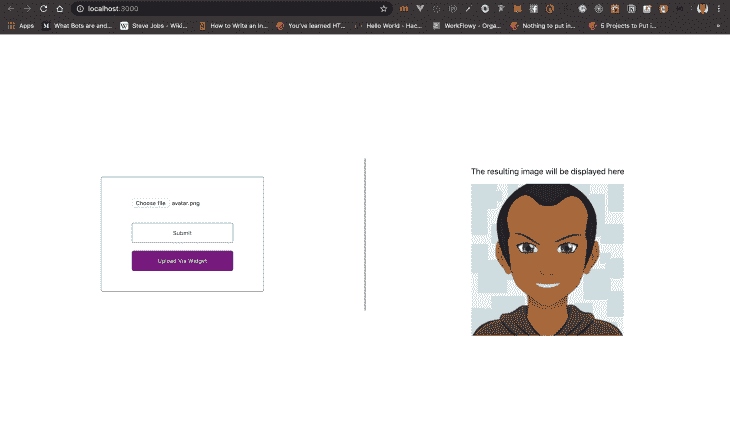 localhost:3000
Apps
What Bots are and...
Steve Jobs - Wiki...
How to Write an In...
You've learned HT...
Hello World - Hac...
WorkFlowy - Orga...
Nothing to put in...
5 Projects to Put i...
»
The resulting image will be displayed here
Choose file avatar.png
Submit
Upload Via Widget